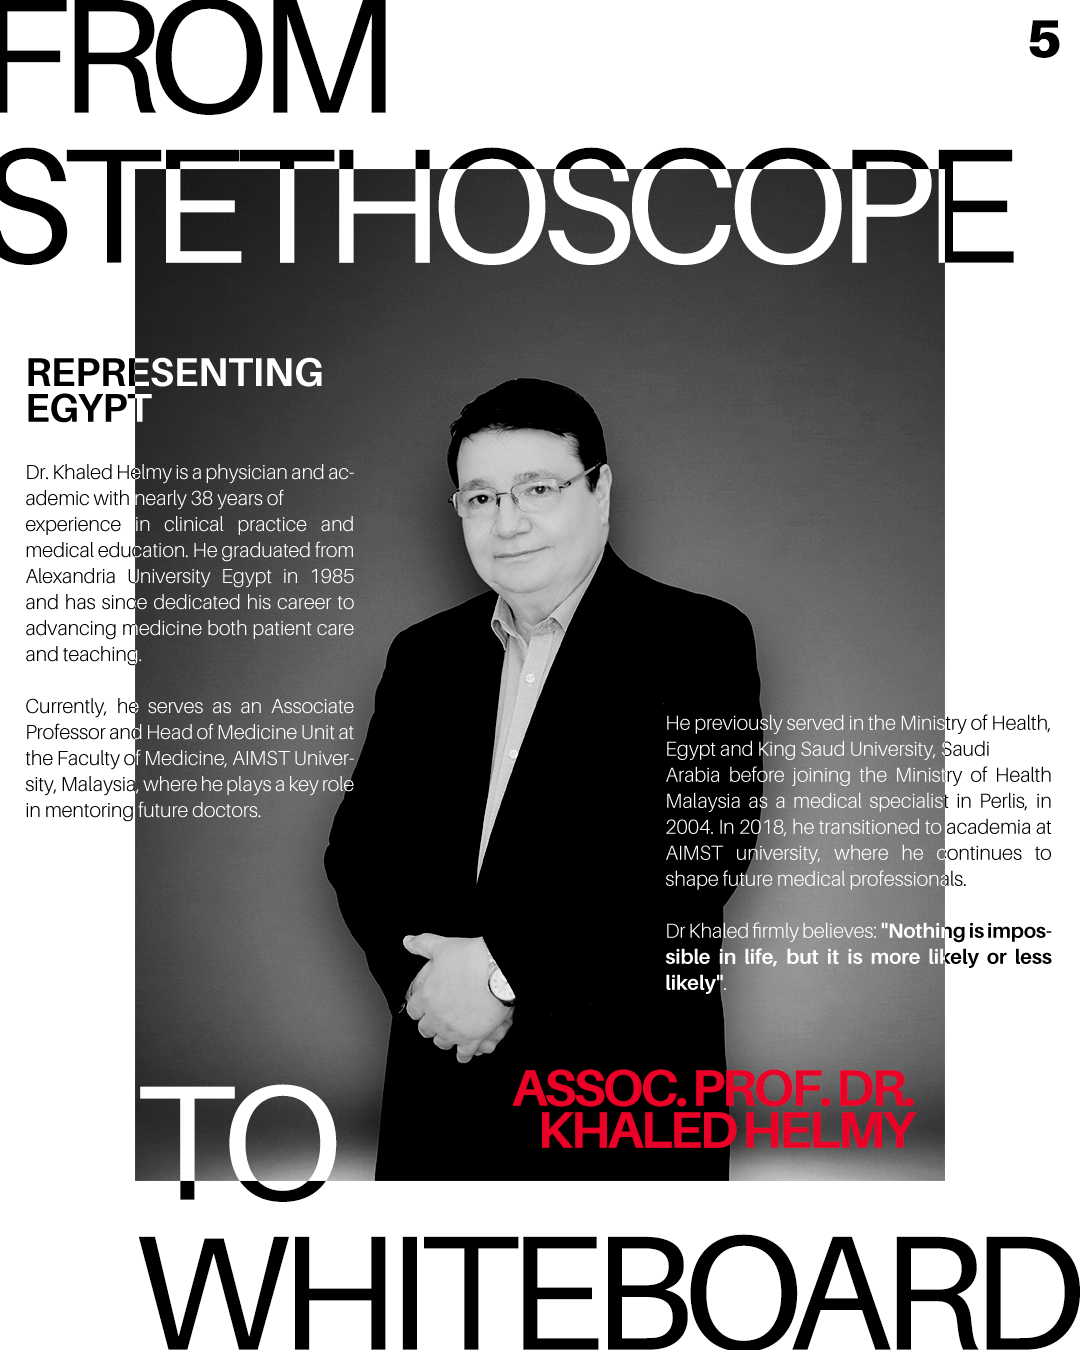 FROM
5
STETHOSCOPE
REPRESENTING
EGYPT
Dr. Khaled Helmy is a physician and ac-
ademic with nearly 38 years of
experience in clinical practice and
medical education. He graduated from
Alexandria University Egypt in 1985
and has since dedicated his career to
advancing medicine both patient care
and teaching.
Currently, he serves as an Associate
Professor and Head of Medicine Unit at
the Faculty of Medicine, AIMST Univer-
sity, Malaysia, where he plays a key role
in mentoring future doctors.
He previously served in the Ministry of Health,
Egypt and King Saud University, Saudi
Arabia before joining the Ministry of Health
Malaysia as a medical specialist in Perlis, in
2004. In 2018, he transitioned to academia at
AIMST university, where he continues to
shape future medical professionals.
Dr Khaled firmly believes: "Nothing is impos-
sible in life, but it is more likely or less
likely".
ASSOC. PROF. DR.
KHALED HELMY
TO
WHITEBOARD